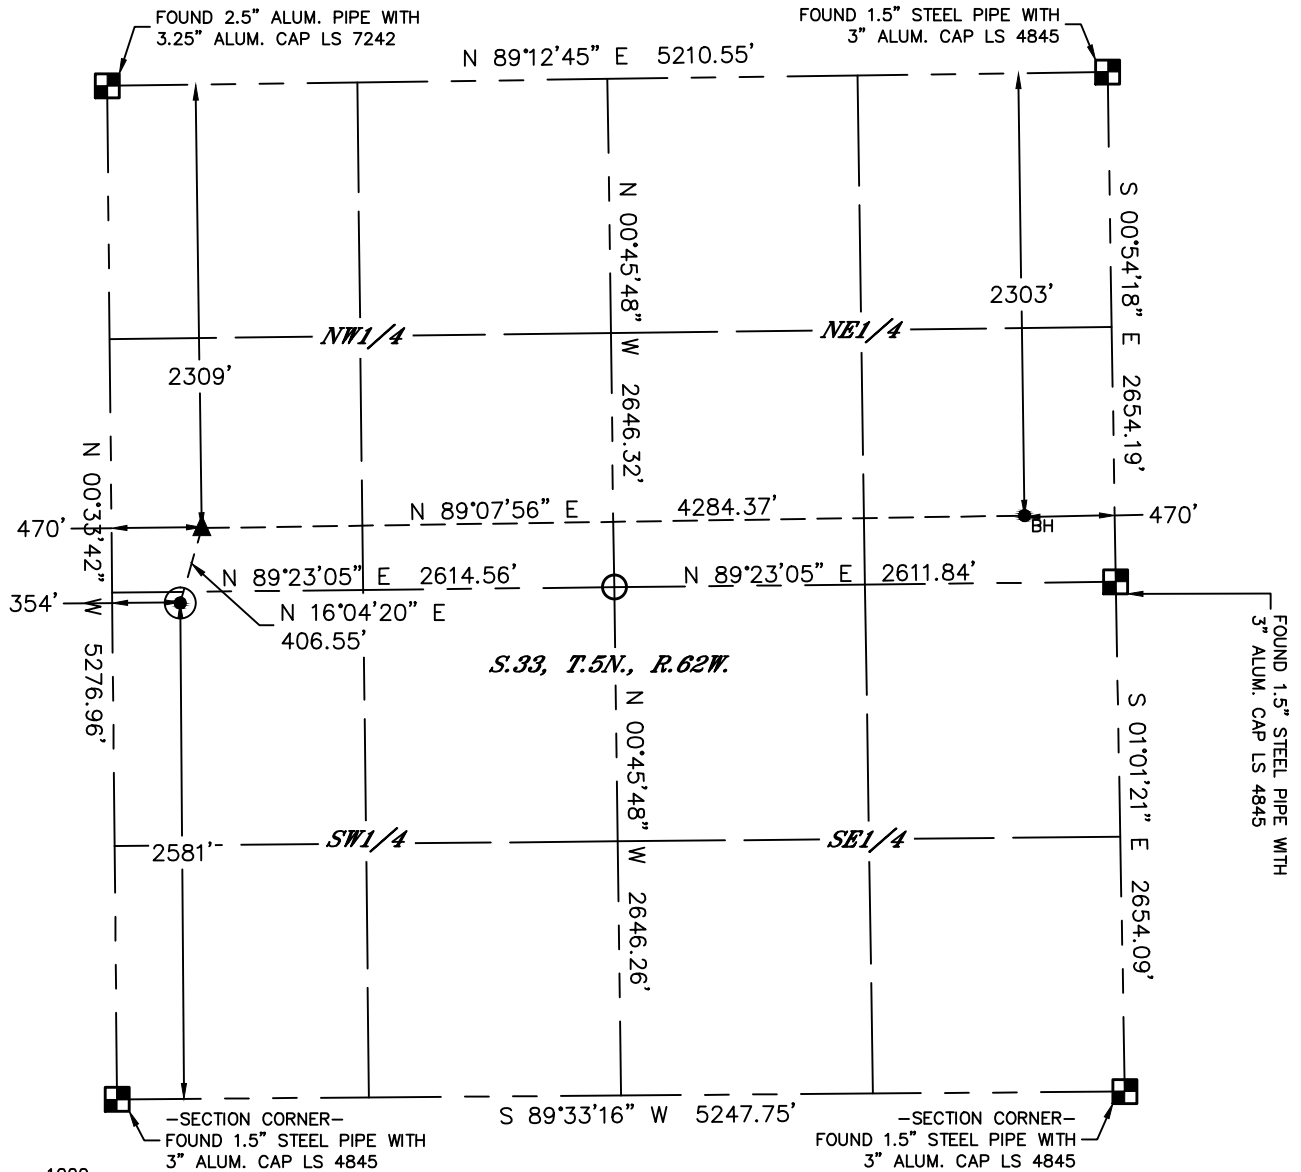 FOUND 2.5" ALUM. PIPE WITH
3.25" ALUM. CAP LS 7242
FOUND 1.5" STEEL PIPE WITH
3" ALUM. CAP LS 4845
N 89°12'45" E 5210.55'
N 00°45'48" W 2646.32'
S 00°54'18" E 2654.19'
2303'
NW1/4
NE1/4
2309'
N 00°33'42" W 5276.96'
470'
N 89°07'56" E 4284.37'
BH
470'
N 89°23'05" E 2614.56'
N 89°23'05" E 2611.84'
354'
N 16°04'20" E
406.55'
FOUND 1.5" STEEL PIPE WITH
3" ALUM. CAP LS 4845
S.33, T.5N., R.62W.
N 00°45'48" W 2646.26'
S 01°01'21" E 2654.09'
SW1/4
SE1/4
2581'
S 89°33'16" W 5247.75'
-SECTION CORNER-
FOUND 1.5" STEEL PIPE WITH
3" ALUM. CAP LS 4845
-SECTION CORNER-
FOUND 1.5" STEEL PIPE WITH
3" ALUM. CAP LS 4845